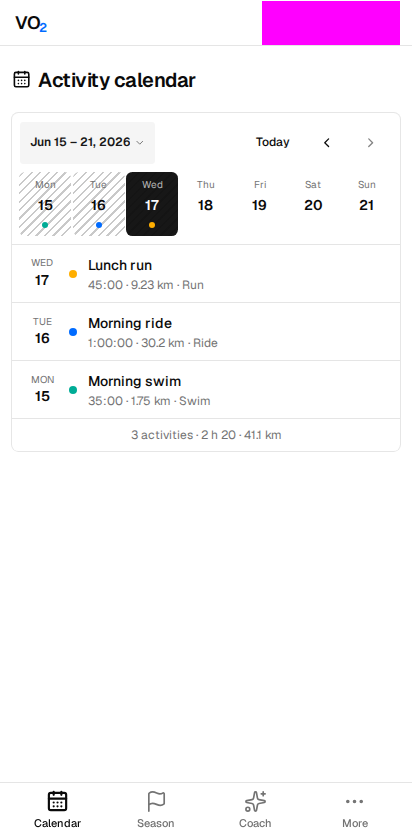 VO2
Activity calendar
Jun 15 – 21, 2026
Today
Mon Tue Wed Thu Fri Sat Sun
15 16 17 18 19 20 21
WED
17
Lunch run
45:00 · 9.23 km · Run
TUE
16
Morning ride
1:00:00 · 30.2 km · Ride
MON
15
Morning swim
35:00 · 1.75 km · Swim
3 activities · 2 h 20 · 41.1 km
Calendar Season Coach More